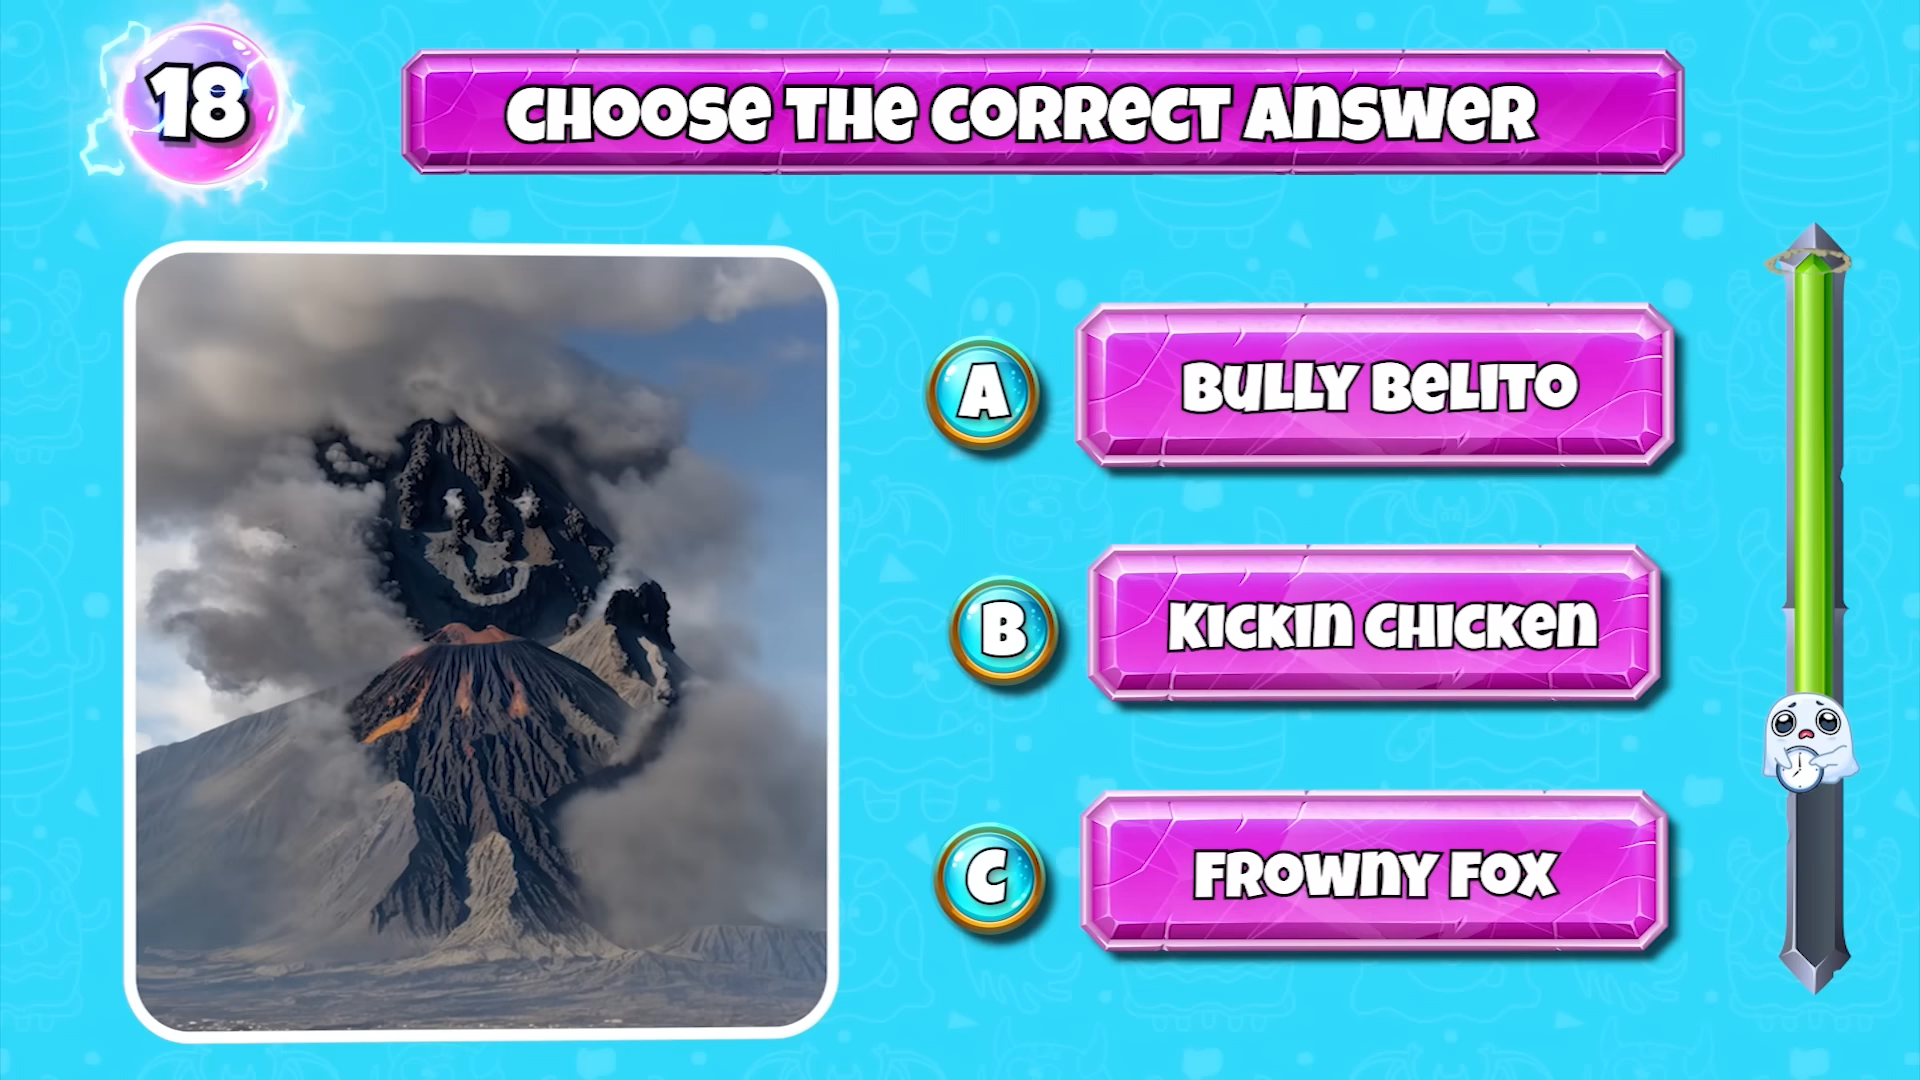 18
CHOOSE THE CORRECT ANSWER
A
BULLY BELITO
B
KICKIN CHICKEN
C
FROWNY FOX